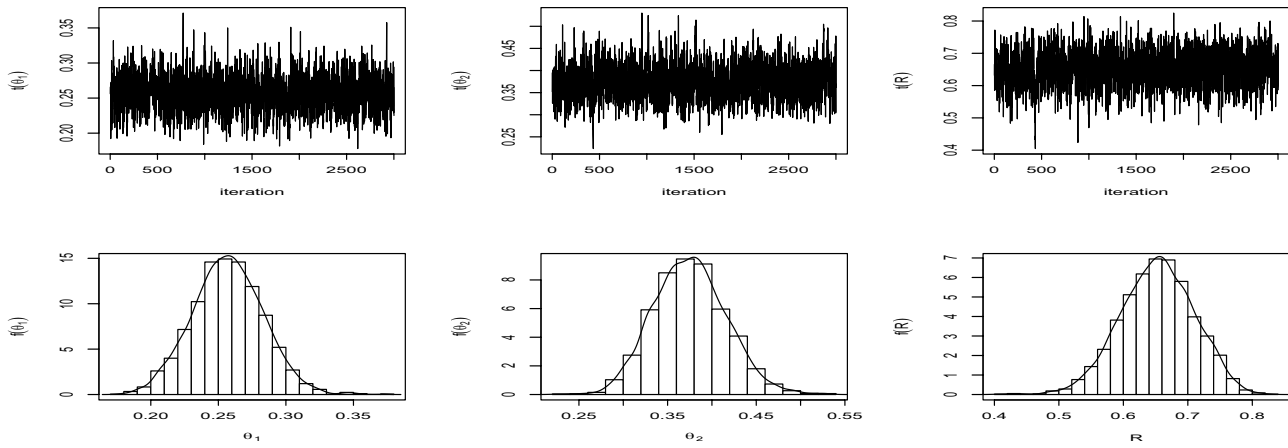 t(θ₁)
0.20 0.25 0.30 0.35
0 500 1500 2500
iteration
t(θ₂)
0.25 0.35 0.45
0 500 1500 2500
iteration
t(R)
0.4 0.5 0.6 0.7 0.8
0 500 1500 2500
iteration
f(θ₁)
0 5 10 15
0.20 0.25 0.30 0.35
θ₁
f(θ₂)
0 2 4 6 8
0.25 0.35 0.45 0.55
θ₂
f(R)
0 1 2 3 4 5 6 7
0.4 0.5 0.6 0.7 0.8
R